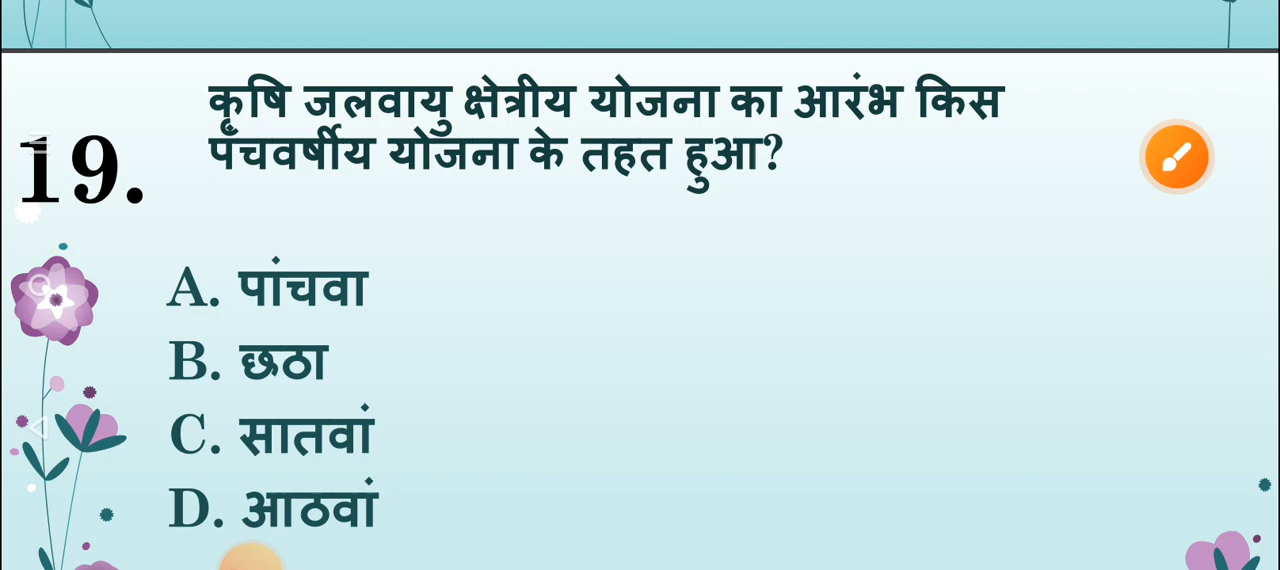 19.
कृषि जलवायु क्षेत्रीय योजना का आरंभ किस
पंचवर्षीय योजना के तहत हुआ?
A. पांचवा
B. छठा
C. सातवां
D. आठवां